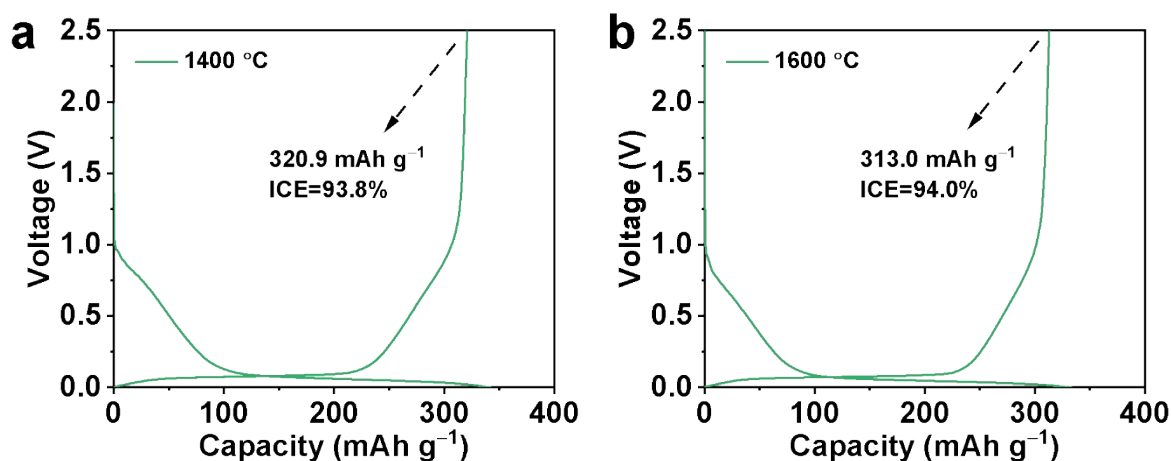 a
1400 °C
320.9 mAh g⁻¹
ICE=93.8%
Voltage (V)
2.5
2.0
1.5
1.0
0.5
0.0
0 100 200 300 400
Capacity (mAh g⁻¹)
b
1600 °C
313.0 mAh g⁻¹
ICE=94.0%
Voltage (V)
2.5
2.0
1.5
1.0
0.5
0.0
0 100 200 300 400
Capacity (mAh g⁻¹)